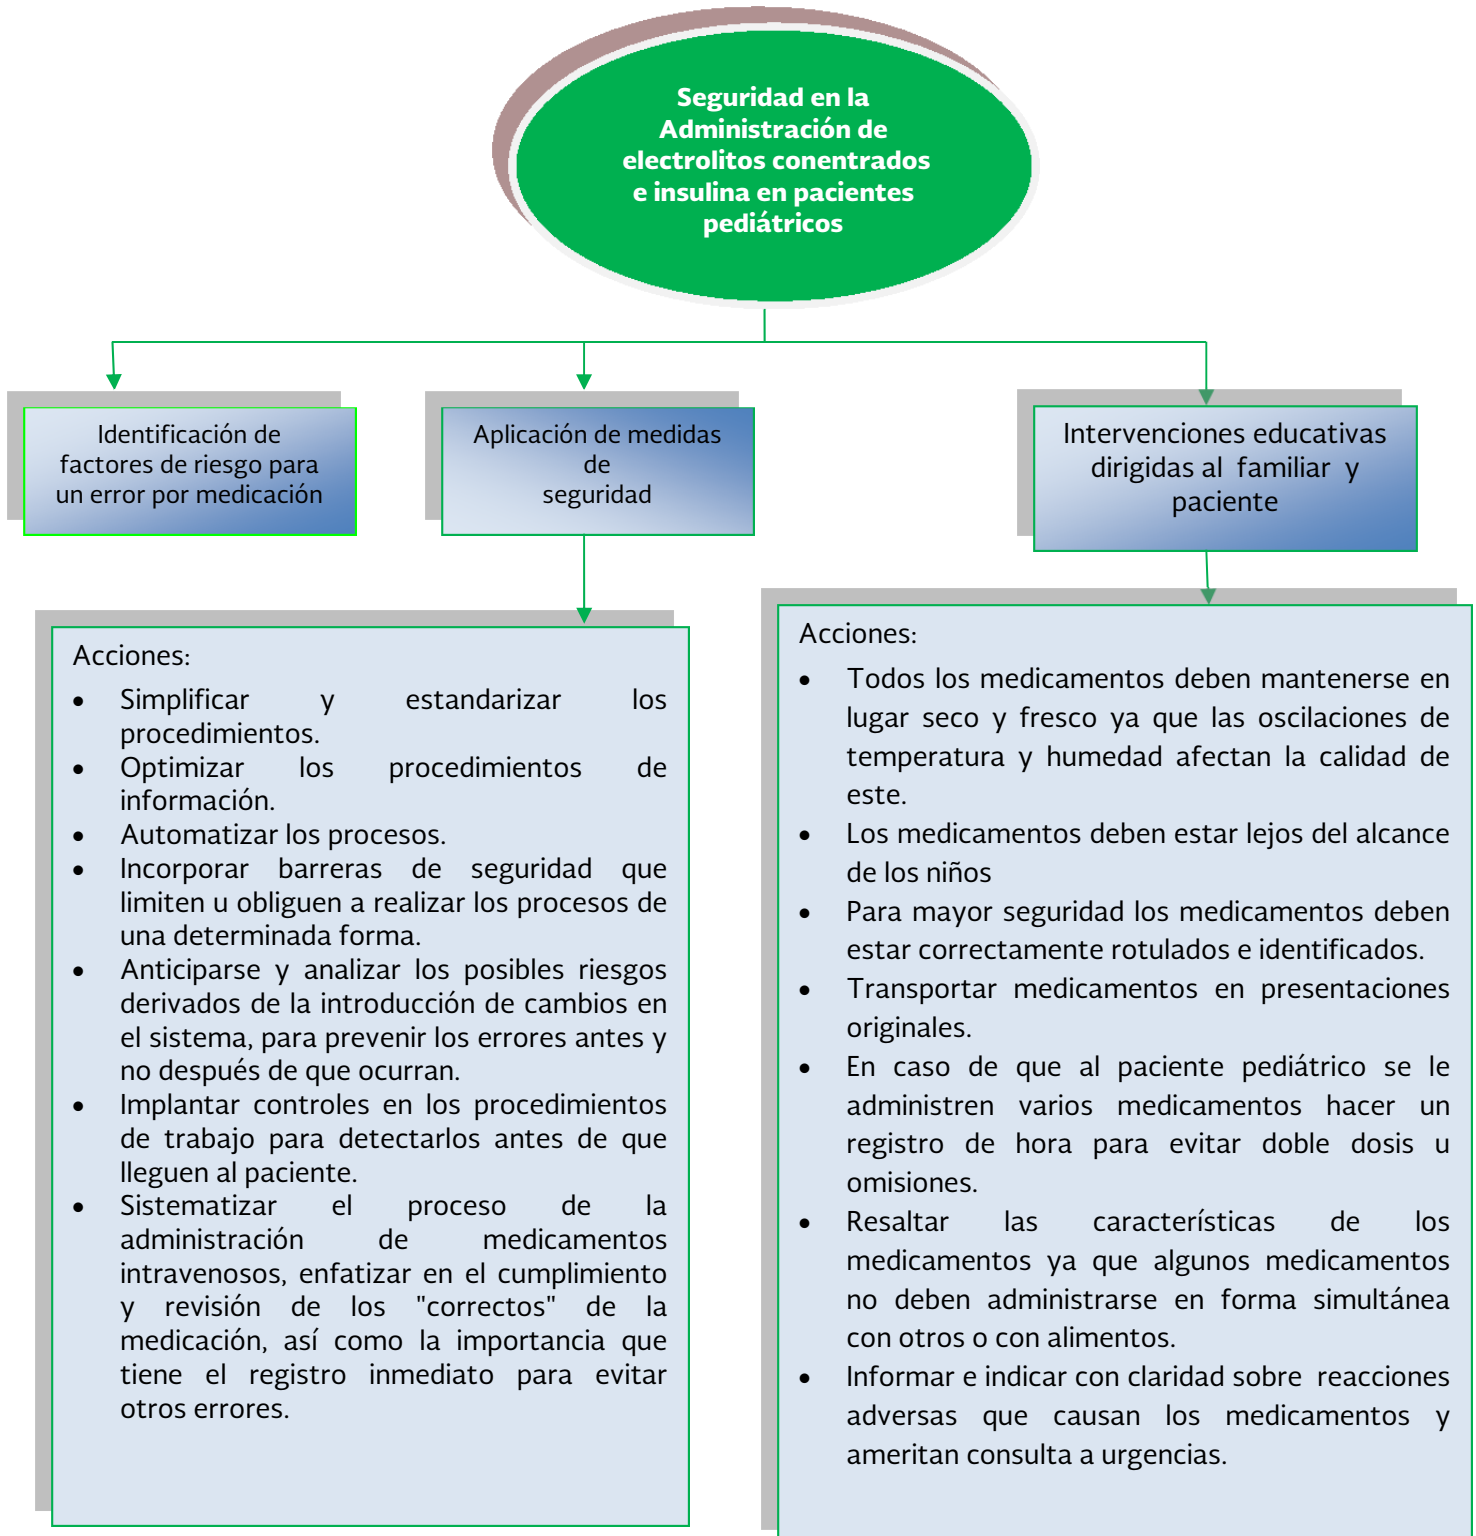 Seguridad en la
Administración de
electrolitos conentrados
e insulina en pacientes
pediátricos
Identificación de
factores de riesgo para
un error por medicación
Aplicación de medidas
de
seguridad
Intervenciones educativas
dirigidas al familiar y
paciente
Acciones:
• Simplificar y estandarizar los
procedimientos.
• Optimizar los procedimientos de
información.
• Automatizar los procesos.
• Incorporar barreras de seguridad que
limiten u obliguen a realizar los procesos de
una determinada forma.
• Anticiparse y analizar los posibles riesgos
derivados de la introducción de cambios en
el sistema, para prevenir los errores antes y
no después de que ocurran.
• Implantar controles en los procedimientos
de trabajo para detectarlos antes de que
lleguen al paciente.
• Sistematizar el proceso de la
administración de medicamentos
intravenosos, enfatizar en el cumplimiento
y revisión de los "correctos" de la
medicación, así como la importancia que
tiene el registro inmediato para evitar
otros errores.
Acciones:
• Todos los medicamentos deben mantenerse en
lugar seco y fresco ya que las oscilaciones de
temperatura y humedad afectan la calidad de
este.
• Los medicamentos deben estar lejos del alcance
de los niños
• Para mayor seguridad los medicamentos deben
estar correctamente rotulados e identificados.
• Transportar medicamentos en presentaciones
originales.
• En caso de que al paciente pediátrico se le
administren varios medicamentos hacer un
registro de hora para evitar doble dosis u
omisiones.
• Resaltar las características de los
medicamentos ya que algunos medicamentos
no deben administrarse en forma simultánea
con otros o con alimentos.
• Informar e indicar con claridad sobre reacciones
adversas que causan los medicamentos y
ameritan consulta a urgencias.